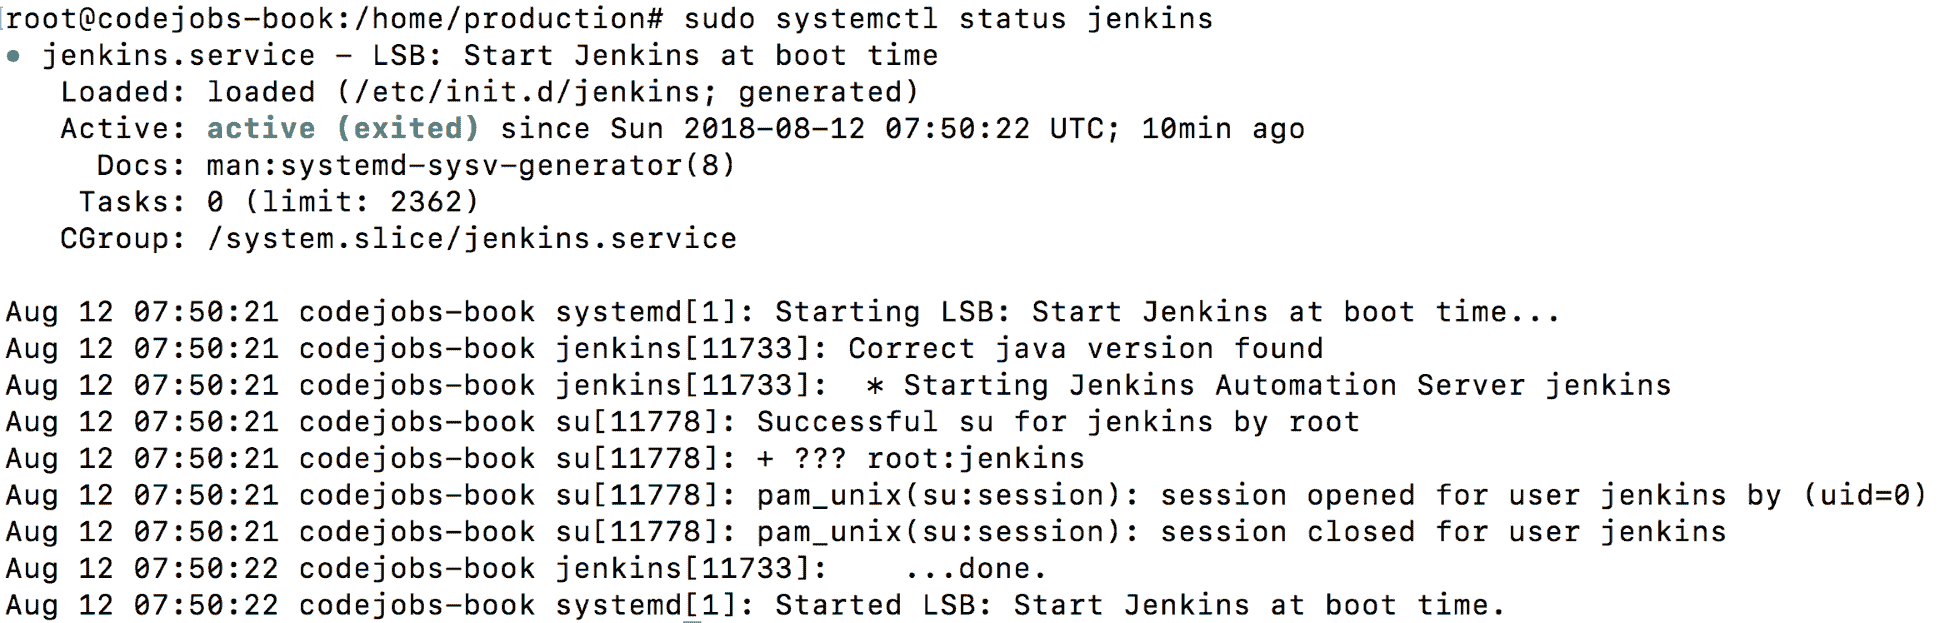 root@codejobs-book:/home/production# sudo systemctl status jenkins
● jenkins.service - LSB: Start Jenkins at boot time
   Loaded: loaded (/etc/init.d/jenkins; generated)
   Active: active (exited) since Sun 2018-08-12 07:50:22 UTC; 10min ago
     Docs: man:systemd-sysv-generator(8)
    Tasks: 0 (limit: 2362)
   CGroup: /system.slice/jenkins.service

Aug 12 07:50:21 codejobs-book systemd[1]: Starting LSB: Start Jenkins at boot time...
Aug 12 07:50:21 codejobs-book jenkins[11733]: Correct java version found
Aug 12 07:50:21 codejobs-book jenkins[11733]:  * Starting Jenkins Automation Server jenkins
Aug 12 07:50:21 codejobs-book su[11778]: Successful su for jenkins by root
Aug 12 07:50:21 codejobs-book su[11778]: + ??? root:jenkins
Aug 12 07:50:21 codejobs-book su[11778]: pam_unix(su:session): session opened for user jenkins by (uid=0)
Aug 12 07:50:21 codejobs-book su[11778]: pam_unix(su:session): session closed for user jenkins
Aug 12 07:50:22 codejobs-book jenkins[11733]:    ...done.
Aug 12 07:50:22 codejobs-book systemd[1]: Started LSB: Start Jenkins at boot time.